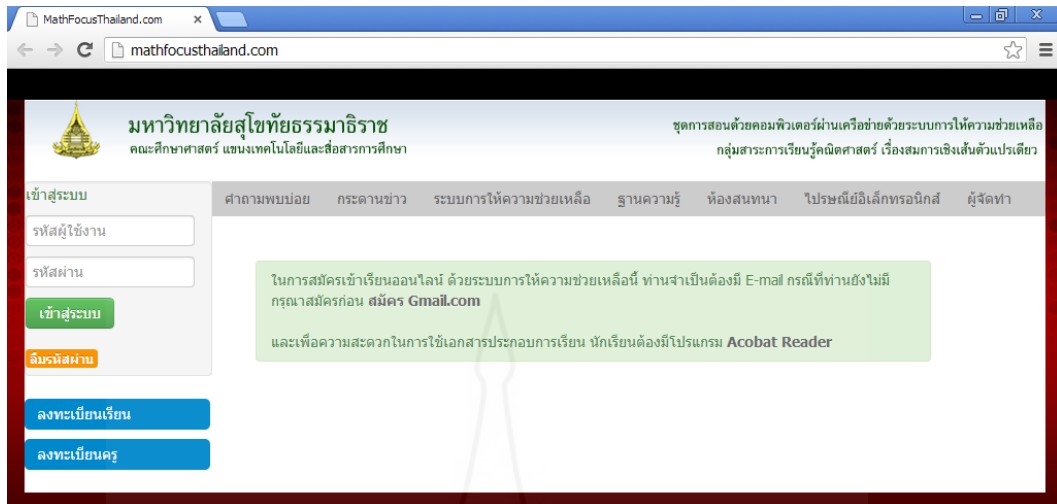 MathFocusThailand.com
mathfocusthailand.com
มหาวิทยาลัยสุโขทัยธรรมาธิราช
คณะศึกษาศาสตร์ แขนงเทคโนโลยีและสื่อสารการศึกษา
ชุดการสอนด้วยคอมพิวเตอร์ผ่านเครือข่ายด้วยระบบการให้ความช่วยเหลือ
กลุ่มสาระการเรียนรู้คณิตศาสตร์ เรื่องสมการเชิงเส้นตัวแปรเดียว
เข้าสู่ระบบ
คำถามพบบ่อย กระดานข่าว ระบบการให้ความช่วยเหลือ ฐานความรู้ ห้องสนทนา ไปรษณีย์อิเล็กทรอนิกส์ ผู้จัดทำ
รหัสผู้ใช้งาน
รหัสผ่าน
เข้าสู่ระบบ
ลืมรหัสผ่าน
ลงทะเบียนเรียน
ลงทะเบียนครู
ในการสมัครเข้าเรียนออนไลน์ ด้วยระบบการให้ความช่วยเหลือนี้ ท่านจำเป็นต้องมี E-mail กรณีที่ท่านยังไม่มี
กรุณาสมัครก่อน สมัคร Gmail.com
และเพื่อความสะดวกในการใช้เอกสารประกอบการเรียน นักเรียนต้องมีโปรแกรม Acobat Reader